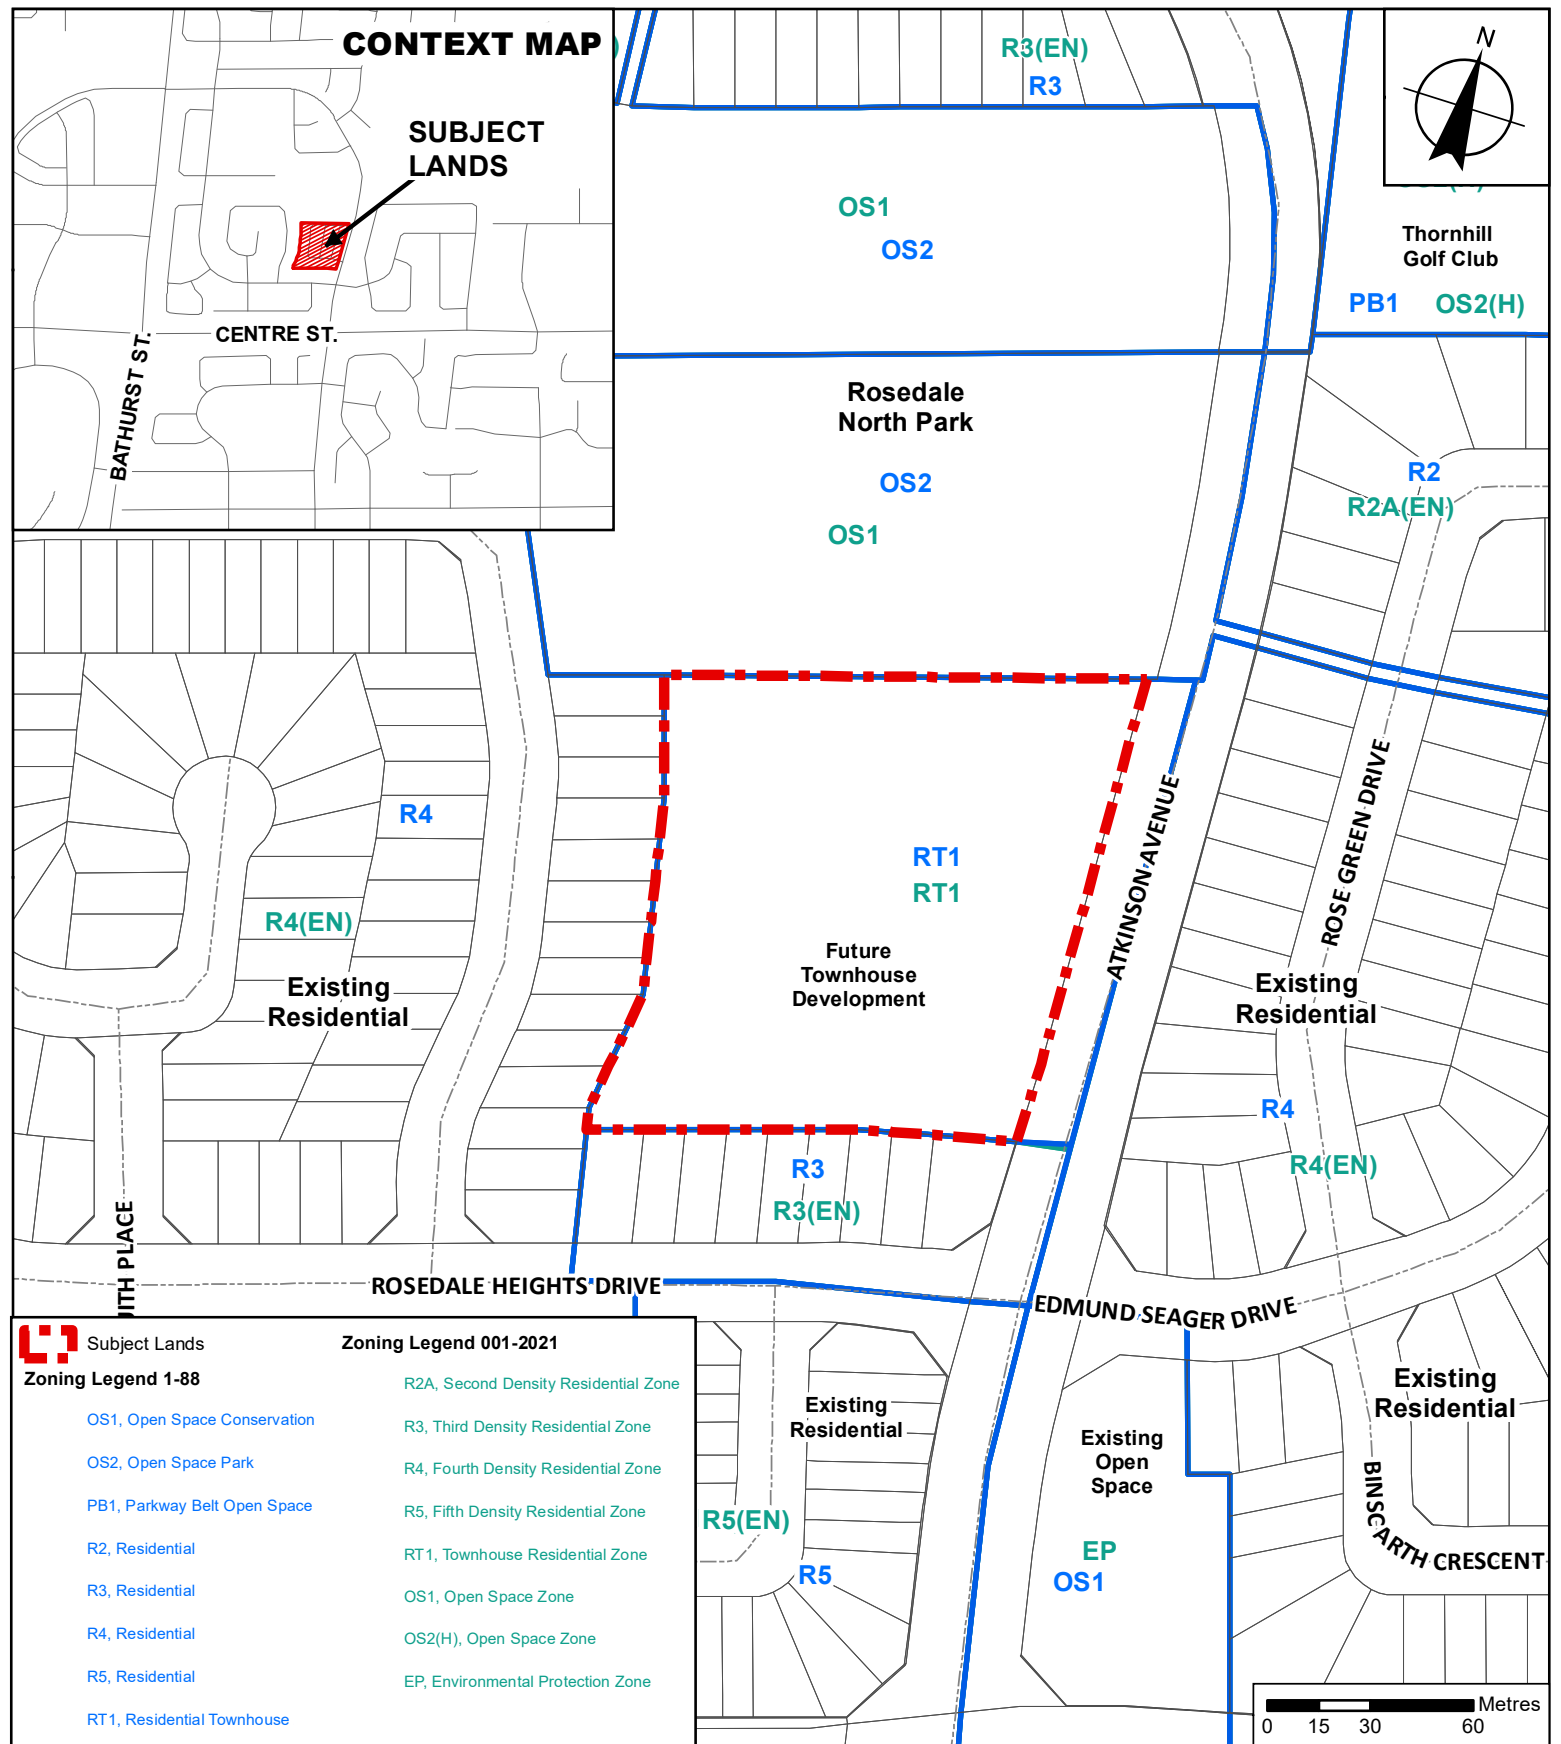 CONTEXT MAP
SUBJECT
LANDS
CENTRE ST.
BATHURST ST.
R3(EN)
R3
N
OS1
OS2
Thornhill
Golf Club
PB1
OS2(H)
Rosedale
North Park
OS2
OS1
R2
R2A(EN)
R4
R4(EN)
Existing
Residential
RT1
RT1
Future
Townhouse
Development
ATKINSON AVENUE
ROSE GREEN DRIVE
Existing
Residential
R4
R4(EN)
R3
R3(EN)
PLACE
ROSEDALE HEIGHTS DRIVE
EDMUND SEAGER DRIVE
Existing
Residential
R5(EN)
R5
Existing
Open
Space
EP
OS1
Existing
Residential
BINSCARTH CRESCENT
Subject Lands
Zoning Legend 1-88
OS1, Open Space Conservation
OS2, Open Space Park
PB1, Parkway Belt Open Space
R2, Residential
R3, Residential
R4, Residential
R5, Residential
RT1, Residential Townhouse
Zoning Legend 001-2021
R2A, Second Density Residential Zone
R3, Third Density Residential Zone
R4, Fourth Density Residential Zone
R5, Fifth Density Residential Zone
RT1, Townhouse Residential Zone
OS1, Open Space Zone
OS2(H), Open Space Zone
EP, Environmental Protection Zone
Metres
0 15 30 60